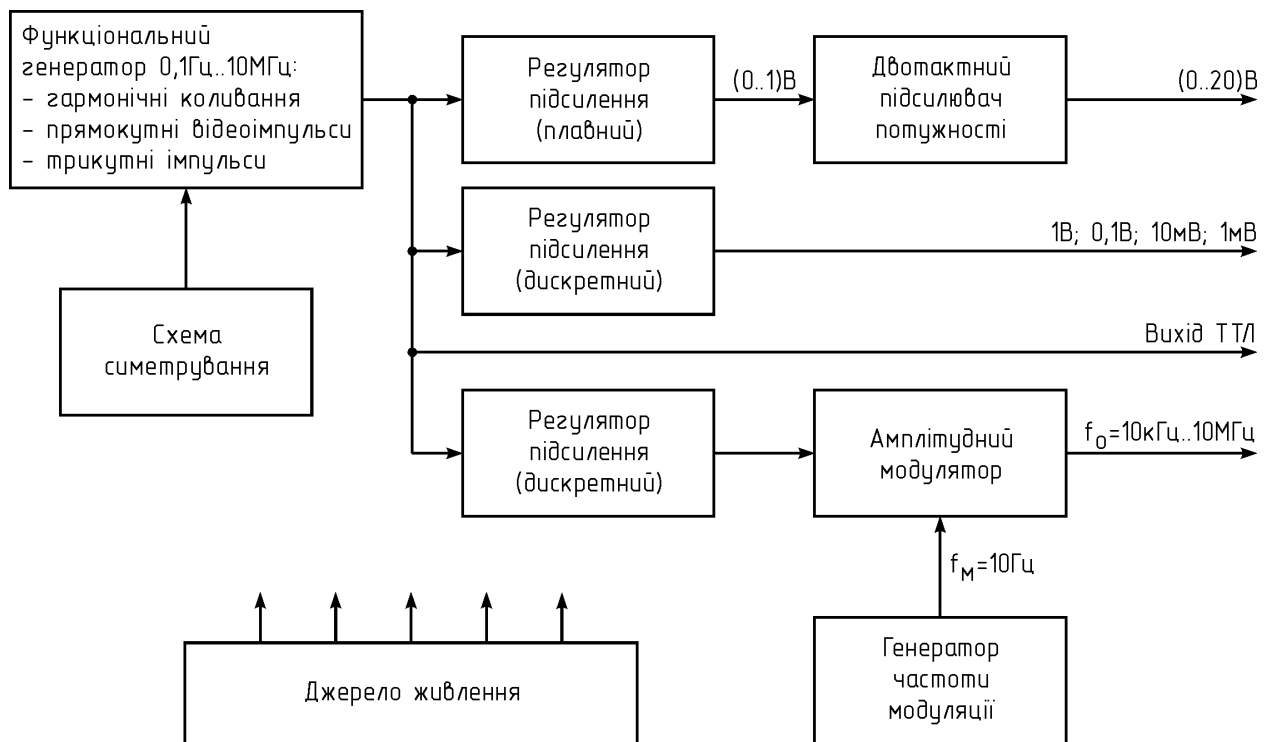 Функціональний
генератор 0,1Гц..10МГц:
- гармонічні коливання
- прямокутні відеоімпульси
- трикутні імпульси
Регулятор
підсилення
(плавний)
(0..1)В
Двотактний
підсилювач
потужності
(0..20)В
Регулятор
підсилення
(дискретний)
1В; 0,1В; 10мВ; 1мВ
Схема
симетрування
Вихід ТТЛ
Регулятор
підсилення
(дискретний)
Амплітудний
модулятор
f₀=10кГц..10МГц
fм=10Гц
Джерело живлення
Генератор
частоти
модуляції